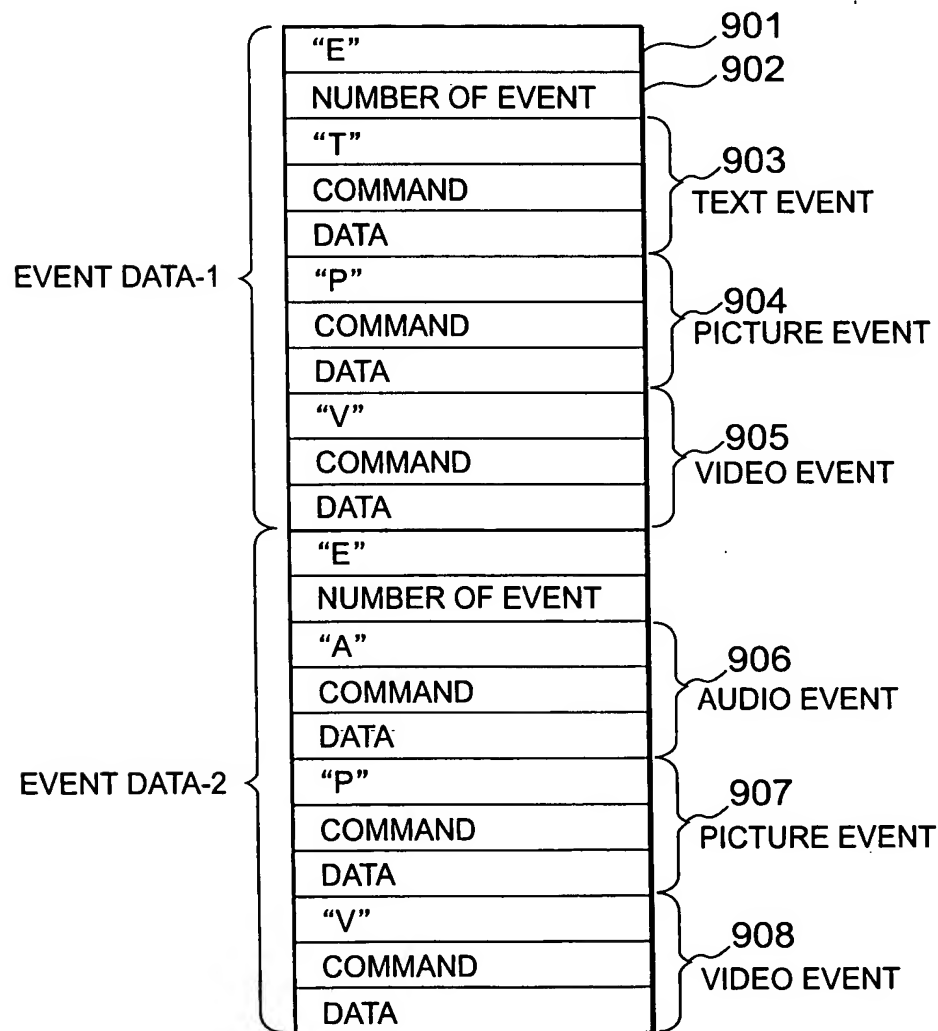 “E”
901
NUMBER OF EVENT
902
“T”
COMMAND
DATA
903
TEXT EVENT
EVENT DATA-1
“P”
COMMAND
DATA
904
PICTURE EVENT
“V”
COMMAND
DATA
905
VIDEO EVENT
“E”
NUMBER OF EVENT
“A”
COMMAND
DATA
906
AUDIO EVENT
EVENT DATA-2
“P”
COMMAND
DATA
907
PICTURE EVENT
“V”
COMMAND
DATA
908
VIDEO EVENT